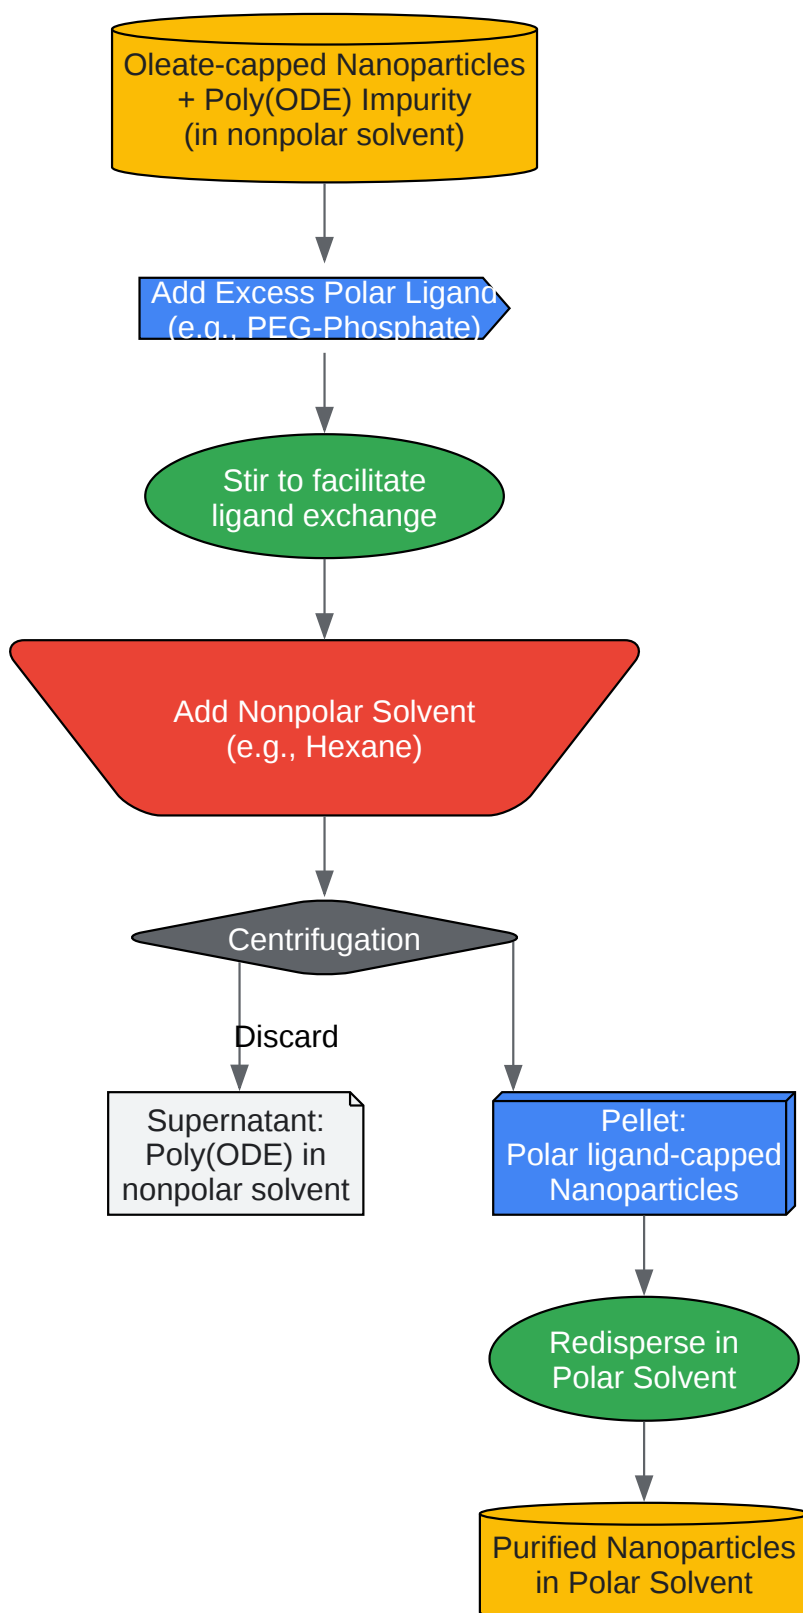 Oleate-capped Nanoparticles
+ Poly(ODE) Impurity
(in nonpolar solvent)
Add Excess Polar Ligand
(e.g., PEG-Phosphate)
Stir to facilitate
ligand exchange
Add Nonpolar Solvent
(e.g., Hexane)
Centrifugation
Discard
Supernatant:
Poly(ODE) in
nonpolar solvent
Pellet:
Polar ligand-capped
Nanoparticles
Redisperse in
Polar Solvent
Purified Nanoparticles
in Polar Solvent